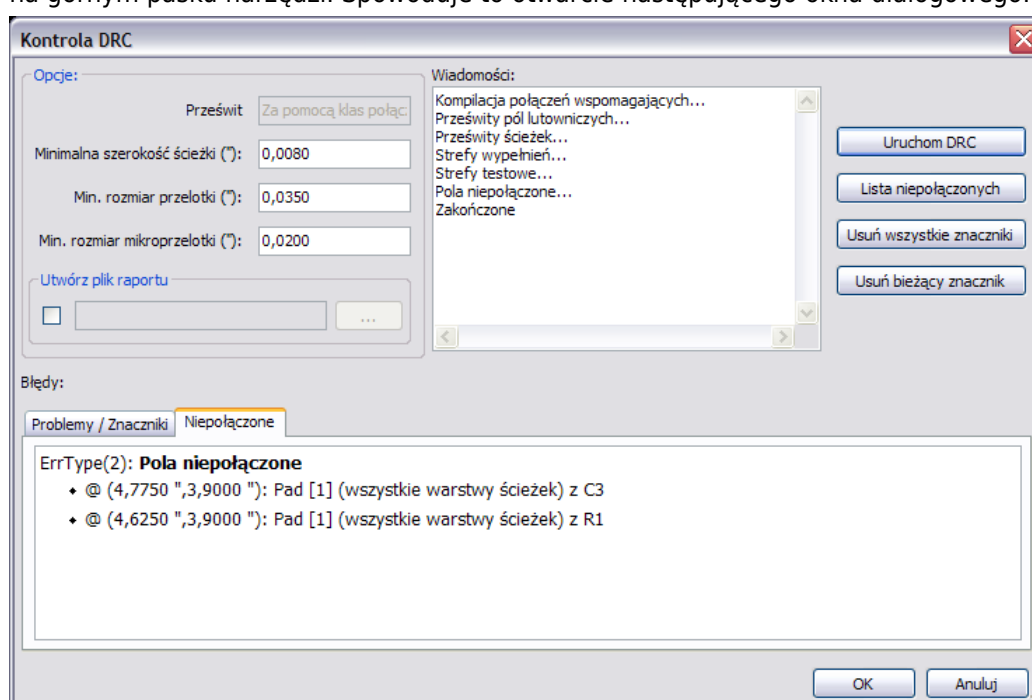 na górnym pasku narzędzi. Spowoduje to otwarcie następującego okna dialogowego:
Kontrola DRC
Opcje:
Prześwit Za pomocą klas połąc
Minimalna szerokość ścieżki ("): 0,0080
Min. rozmiar przelotki ("): 0,0350
Min. rozmiar mikroprzelotki ("): 0,0200
Utwórz plik raportu
...
Wiadomości:
Kompilacja połączeń wspomagających...
Prześwity pól lutowniczych...
Prześwity ścieżek...
Strefy wypełnień...
Strefy testowe...
Pola niepołączone...
Zakończone
Uruchom DRC
Lista niepołączonych
Usuń wszystkie znaczniki
Usuń bieżący znacznik
Błędy:
Problemy / Znaczniki Niepołączone
ErrType(2): Pola niepołączone
@ (4,7750 ",3,9000 "): Pad [1] (wszystkie warstwy ścieżek) z C3
@ (4,6250 ",3,9000 "): Pad [1] (wszystkie warstwy ścieżek) z R1
OK Anuluj